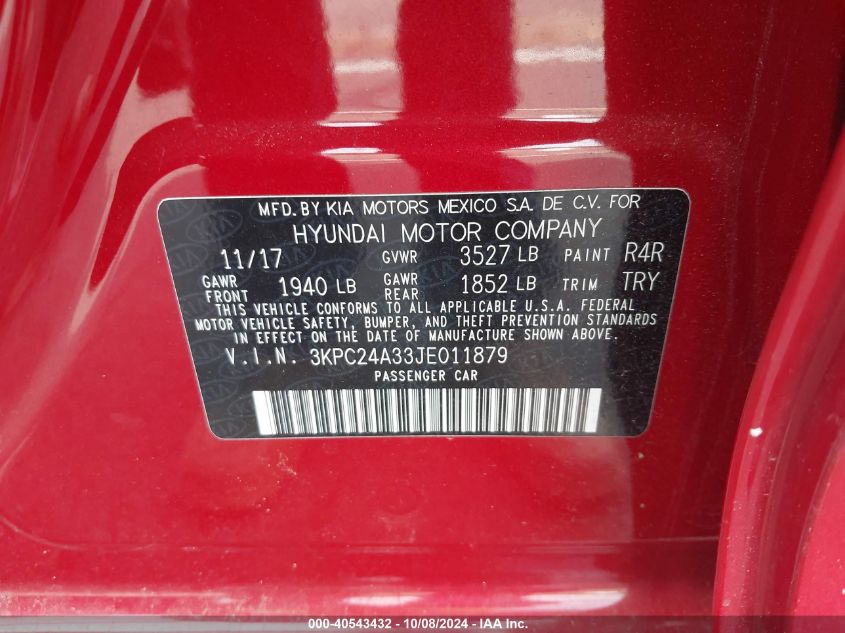 MFD. BY KIA MOTORS MEXICO S.A. DE C.V. FOR
HYUNDAI MOTOR COMPANY
11/17 GVWR 3527 LB PAINT R4R
GAWR FRONT 1940 LB GAWR REAR 1852 LB TRIM TRY
THIS VEHICLE CONFORMS TO ALL APPLICABLE U.S.A. FEDERAL
MOTOR VEHICLE SAFETY, BUMPER, AND THEFT PREVENTION STANDARDS
IN EFFECT ON THE DATE OF MANUFACTURE SHOWN ABOVE.
V.I.N. 3KPC24A33JE011879
PASSENGER CAR
000-40543432 - 10/08/2024 - IAA Inc.